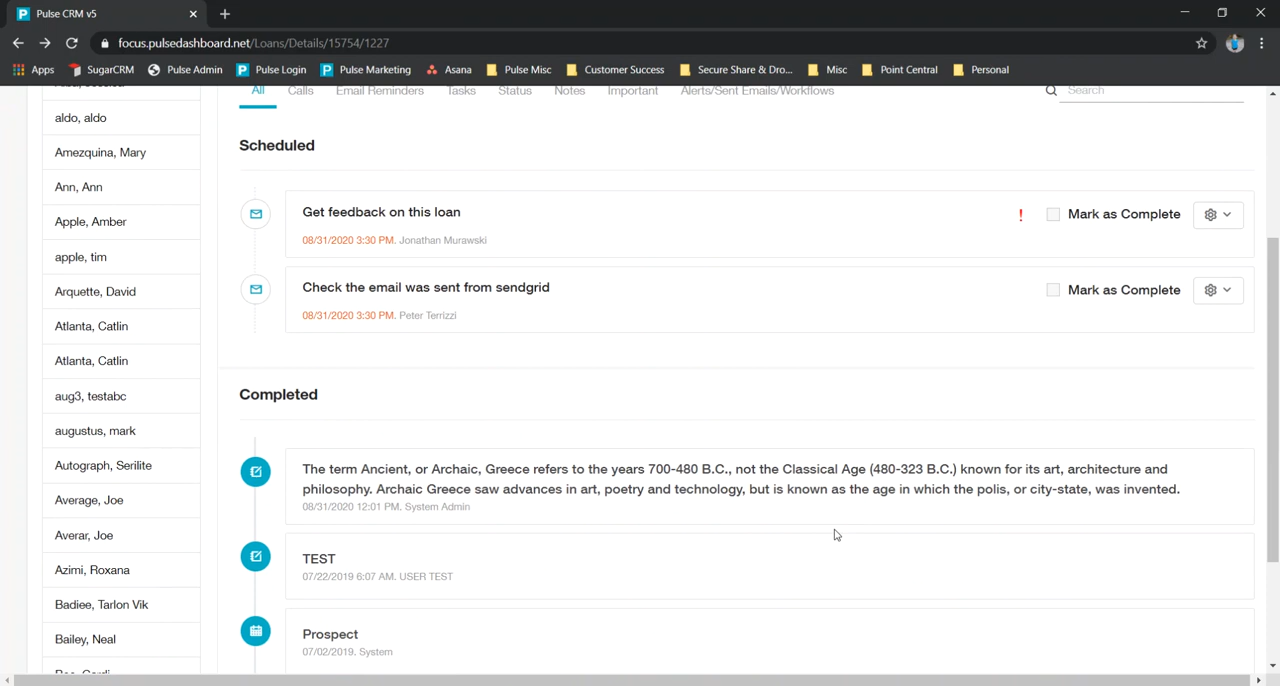 Pulse CRM v5
focus.pulsedashboard.net/Loans/Details/15754/1227
Apps SugarCRM Pulse Admin Pulse Login Pulse Marketing Asana Pulse Misc Customer Success Secure Share & Dro... Misc Point Central Personal
All Calls Email Reminders Tasks Status Notes Important Alerts/Sent Emails/Workflows Search
aldo, aldo
Amezquina, Mary
Ann, Ann
Apple, Amber
apple, tim
Arquette, David
Atlanta, Catlin
Atlanta, Catlin
aug3, testabc
augustus, mark
Autograph, Serilite
Average, Joe
Averar, Joe
Azimi, Roxana
Badiee, Tarlon Vik
Bailey, Neal
Scheduled
Get feedback on this loan
08/31/2020 3:30 PM. Jonathan Murawski
! Mark as Complete
Check the email was sent from sendgrid
08/31/2020 3:30 PM. Peter Terrizzi
Mark as Complete
Completed
The term Ancient, or Archaic, Greece refers to the years 700-480 B.C., not the Classical Age (480-323 B.C.) known for its art, architecture and
philosophy. Archaic Greece saw advances in art, poetry and technology, but is known as the age in which the polis, or city-state, was invented.
08/31/2020 12:01 PM. System Admin
TEST
07/22/2019 6:07 AM. USER TEST
Prospect
07/02/2019. System